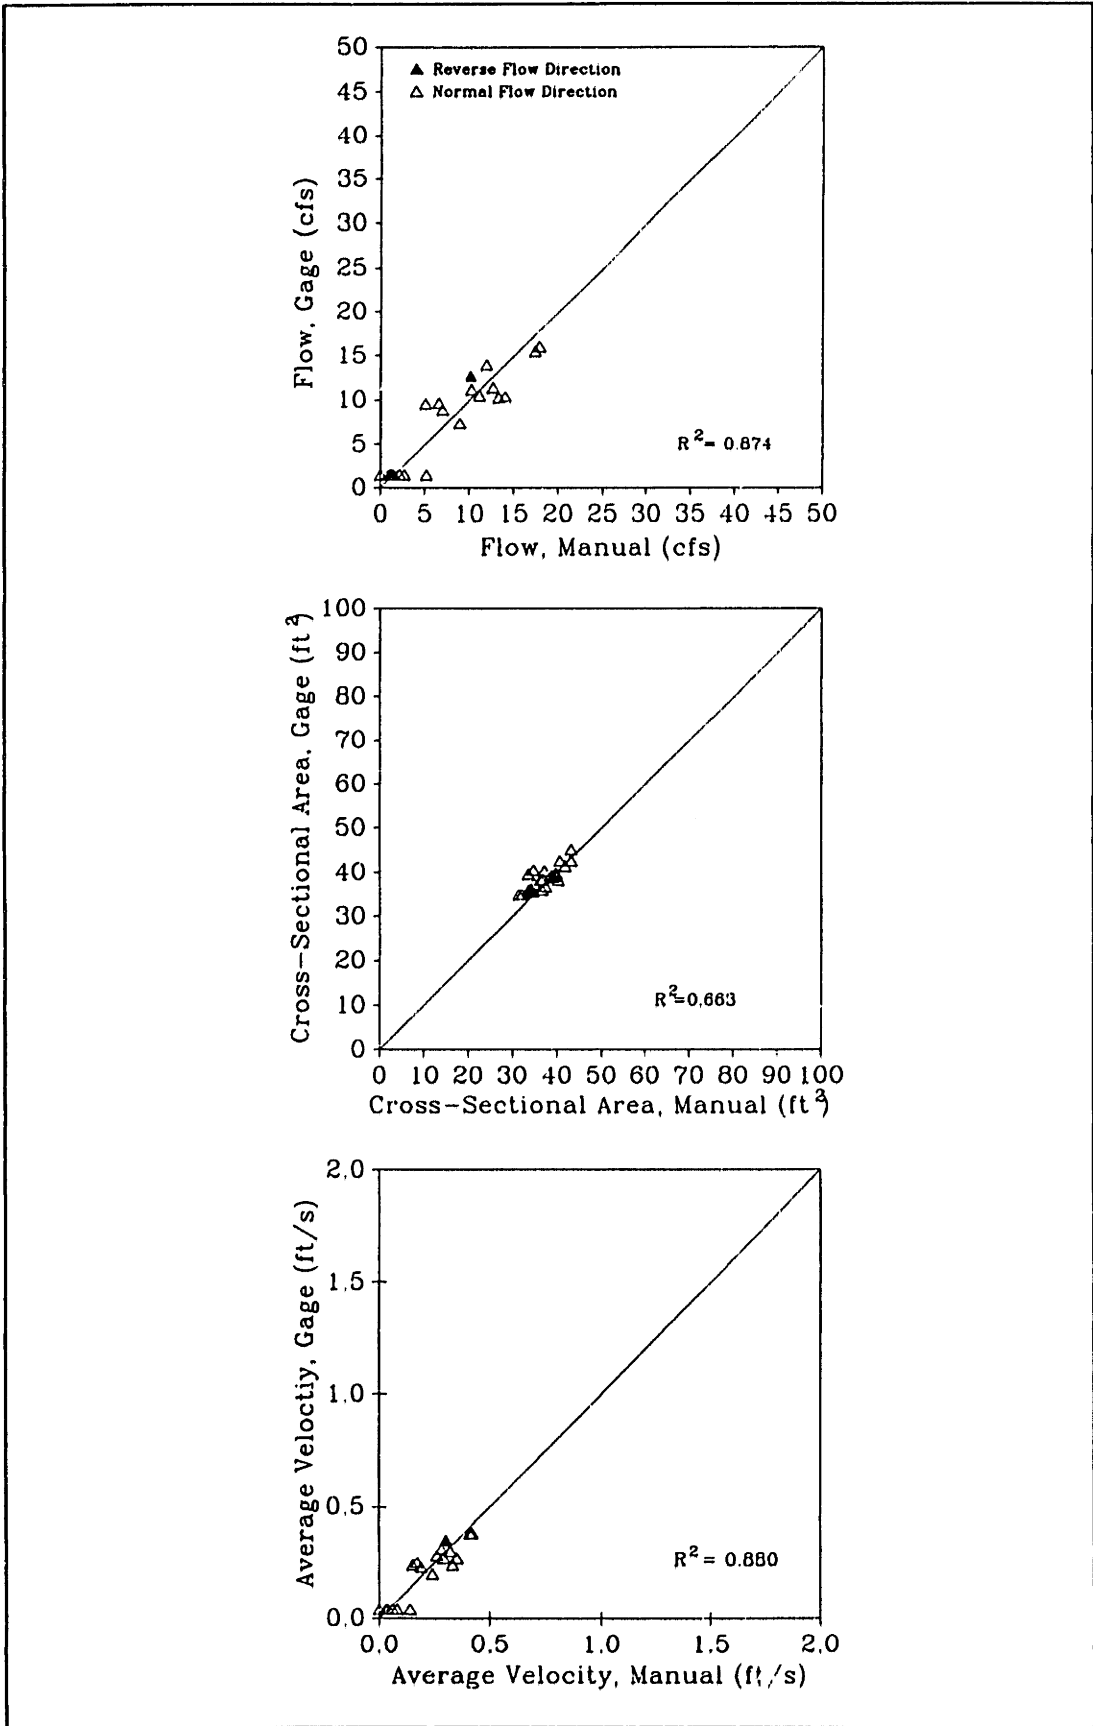 50
▲ Reverse Flow Direction
△ Normal Flow Direction
45
40
35
30
25
20
15
10
5
0
Flow, Gage (cfs)
R²= 0.874
0 5 10 15 20 25 30 35 40 45 50
Flow, Manual (cfs)
100
90
80
70
60
50
40
30
20
10
0
Cross-Sectional Area, Gage (ft²)
R²=0,663
0 10 20 30 40 50 60 70 80 90 100
Cross-Sectional Area, Manual (ft²)
2,0
1,5
1,0
0,5
0,0
Average Veloctiy, Gage (ft/s)
R² = 0.880
0,0 0.5 1.0 1.5 2,0
Average Velocity, Manual (ft/s)